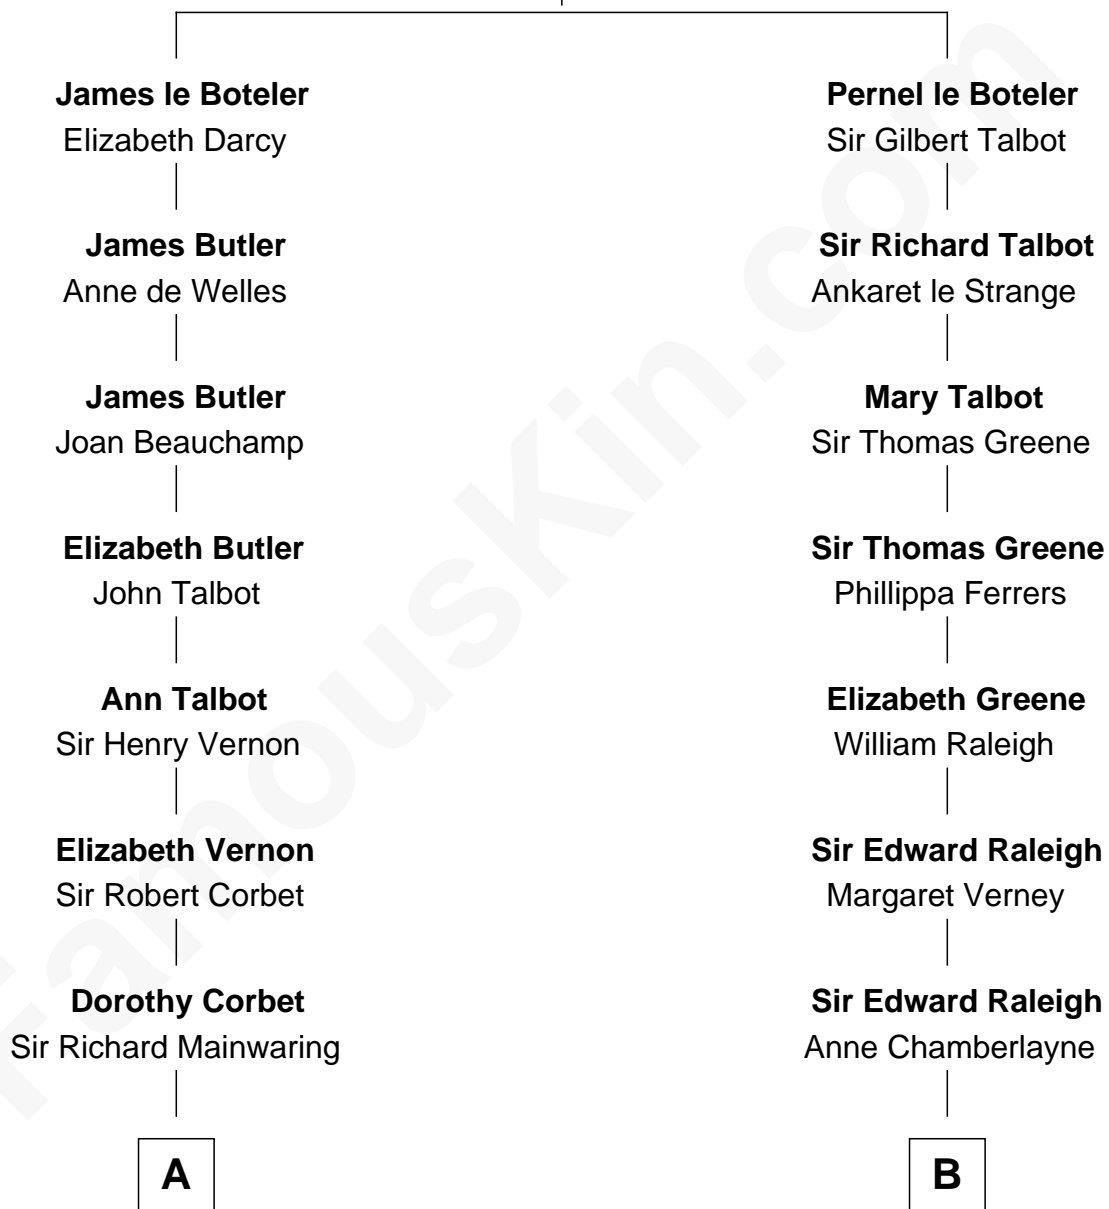 James le Boteler
Elizabeth Darcy
James Butler
Anne de Welles
James Butler
Joan Beauchamp
Elizabeth Butler
John Talbot
Ann Talbot
Sir Henry Vernon
Elizabeth Vernon
Sir Robert Corbet
Dorothy Corbet
Sir Richard Mainwaring
A
Pernel le Boteler
Sir Gilbert Talbot
Sir Richard Talbot
Ankaret le Strange
Mary Talbot
Sir Thomas Greene
Sir Thomas Greene
Phillippa Ferrers
Elizabeth Greene
William Raleigh
Sir Edward Raleigh
Margaret Verney
Sir Edward Raleigh
Anne Chamberlayne
B
FamousKin.com